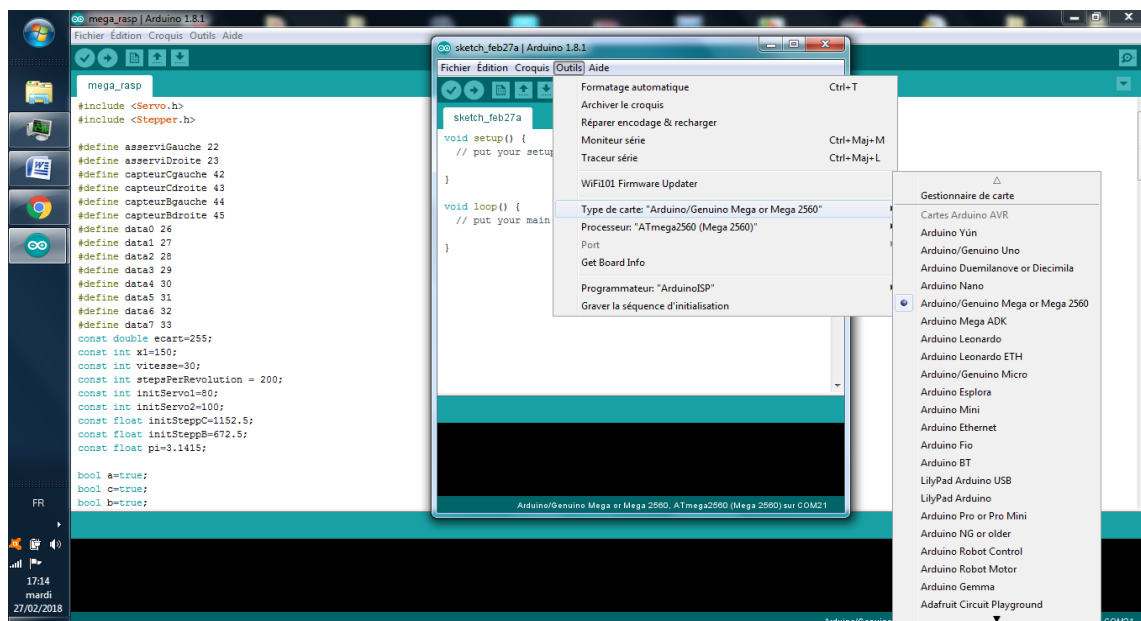 mega_rasp | Arduino 1.8.1
Fichier Édition Croquis Outils Aide
mega_rasp
#include <Servo.h>
#include <Stepper.h>
#define asserviGauche 22
#define asserviDroite 23
#define capteurCgauche 42
#define capteurCdroite 43
#define capteurBgauche 44
#define capteurBdroite 45
#define data0 26
#define data1 27
#define data2 28
#define data3 29
#define data4 30
#define data5 31
#define data6 32
#define data7 33
const double ecart=255;
const int x1=150;
const int vitesse=30;
const int stepsPerRevolution = 200;
const int initServo1=80;
const int initServo2=100;
const float initSteppC=1152.5;
const float initSteppB=672.5;
const float pi=3.1415;
bool a=true;
bool c=true;
bool b=true;
sketch_feb27a | Arduino 1.8.1
Fichier Édition Croquis Outils Aide
sketch_feb27a
void setup() {
// put your setup
}
void loop() {
// put your main
}
Arduino/Genuino Mega or Mega 2560, ATmega2560 (Mega 2560) sur COM21
Formatage automatique Ctrl+T
Archiver le croquis
Réparer encodage & recharger
Moniteur série Ctrl+Maj+M
Traceur série Ctrl+Maj+L
WiFi101 Firmware Updater
Type de carte: "Arduino/Genuino Mega or Mega 2560"
Processeur: "ATmega2560 (Mega 2560)"
Port
Get Board Info
Programmateur: "ArduinoISP"
Graver la séquence d'initialisation
Gestionnaire de carte
Cartes Arduino AVR
Arduino Yún
Arduino/Genuino Uno
Arduino Duemilanove or Diecimila
Arduino Nano
Arduino/Genuino Mega or Mega 2560
Arduino Mega ADK
Arduino Leonardo
Arduino Leonardo ETH
Arduino/Genuino Micro
Arduino Esplora
Arduino Mini
Arduino Ethernet
Arduino Fio
Arduino BT
LilyPad Arduino USB
LilyPad Arduino
Arduino Pro or Pro Mini
Arduino NG or older
Arduino Robot Control
Arduino Robot Motor
Arduino Gemma
Adafruit Circuit Playground
FR
17:14
mardi
27/02/2018